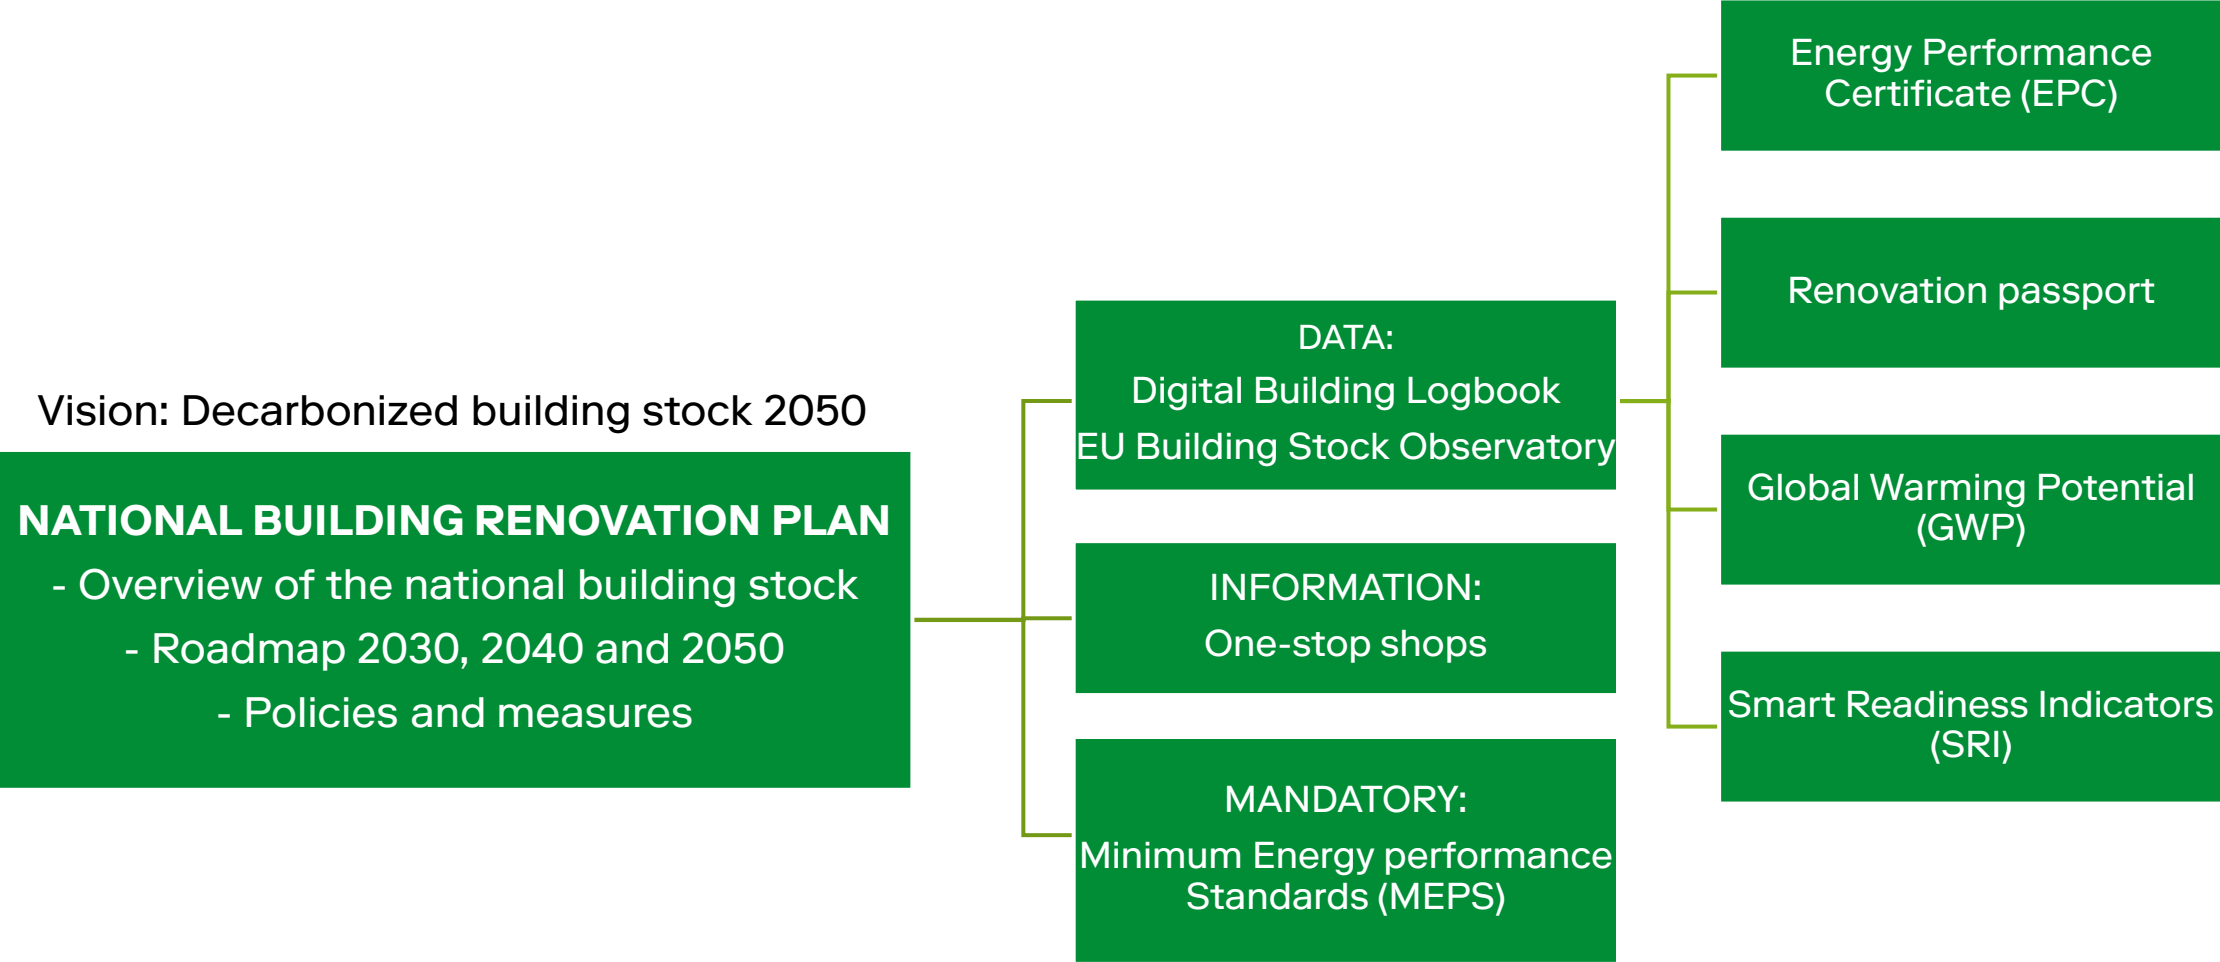 Vision: Decarbonized building stock 2050
NATIONAL BUILDING RENOVATION PLAN
- Overview of the national building stock
- Roadmap 2030, 2040 and 2050
- Policies and measures
DATA:
Digital Building Logbook
EU Building Stock Observatory
INFORMATION:
One-stop shops
MANDATORY:
Minimum Energy performance
Standards (MEPS)
Energy Performance
Certificate (EPC)
Renovation passport
Global Warming Potential
(GWP)
Smart Readiness Indicators
(SRI)